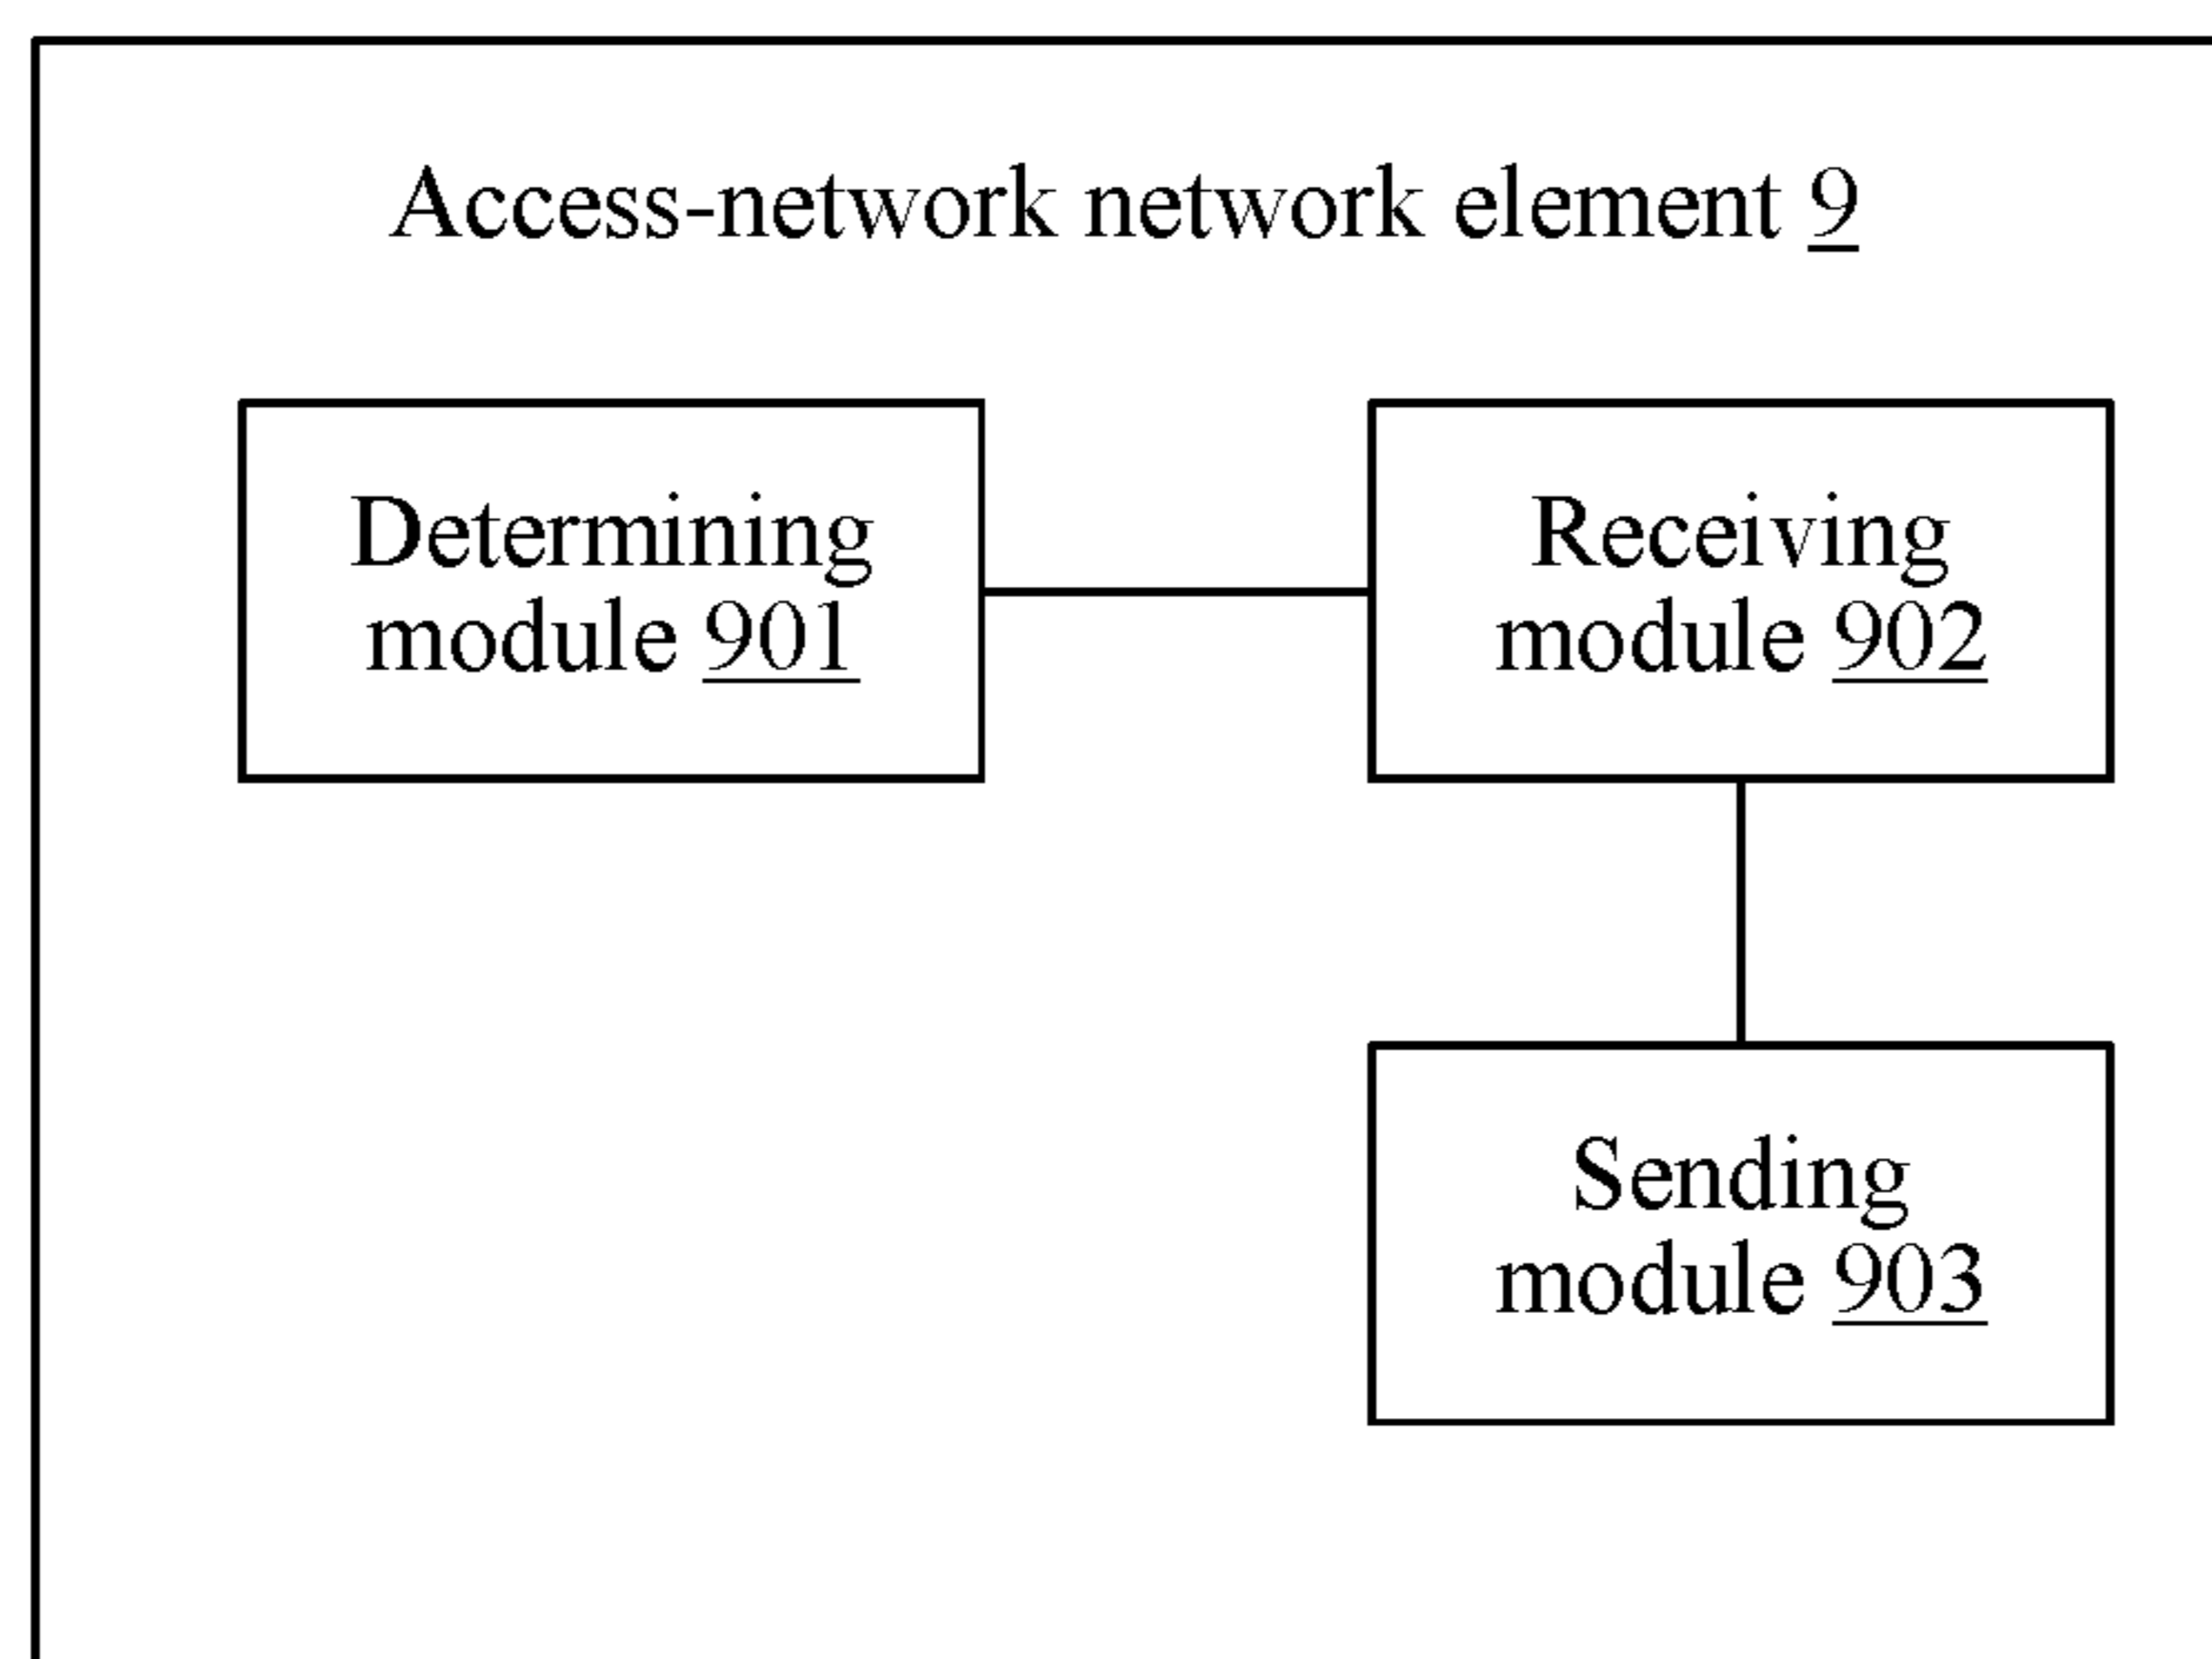 Access-network network element 9
Determining
module 901
Receiving
module 902
Sending
module 903